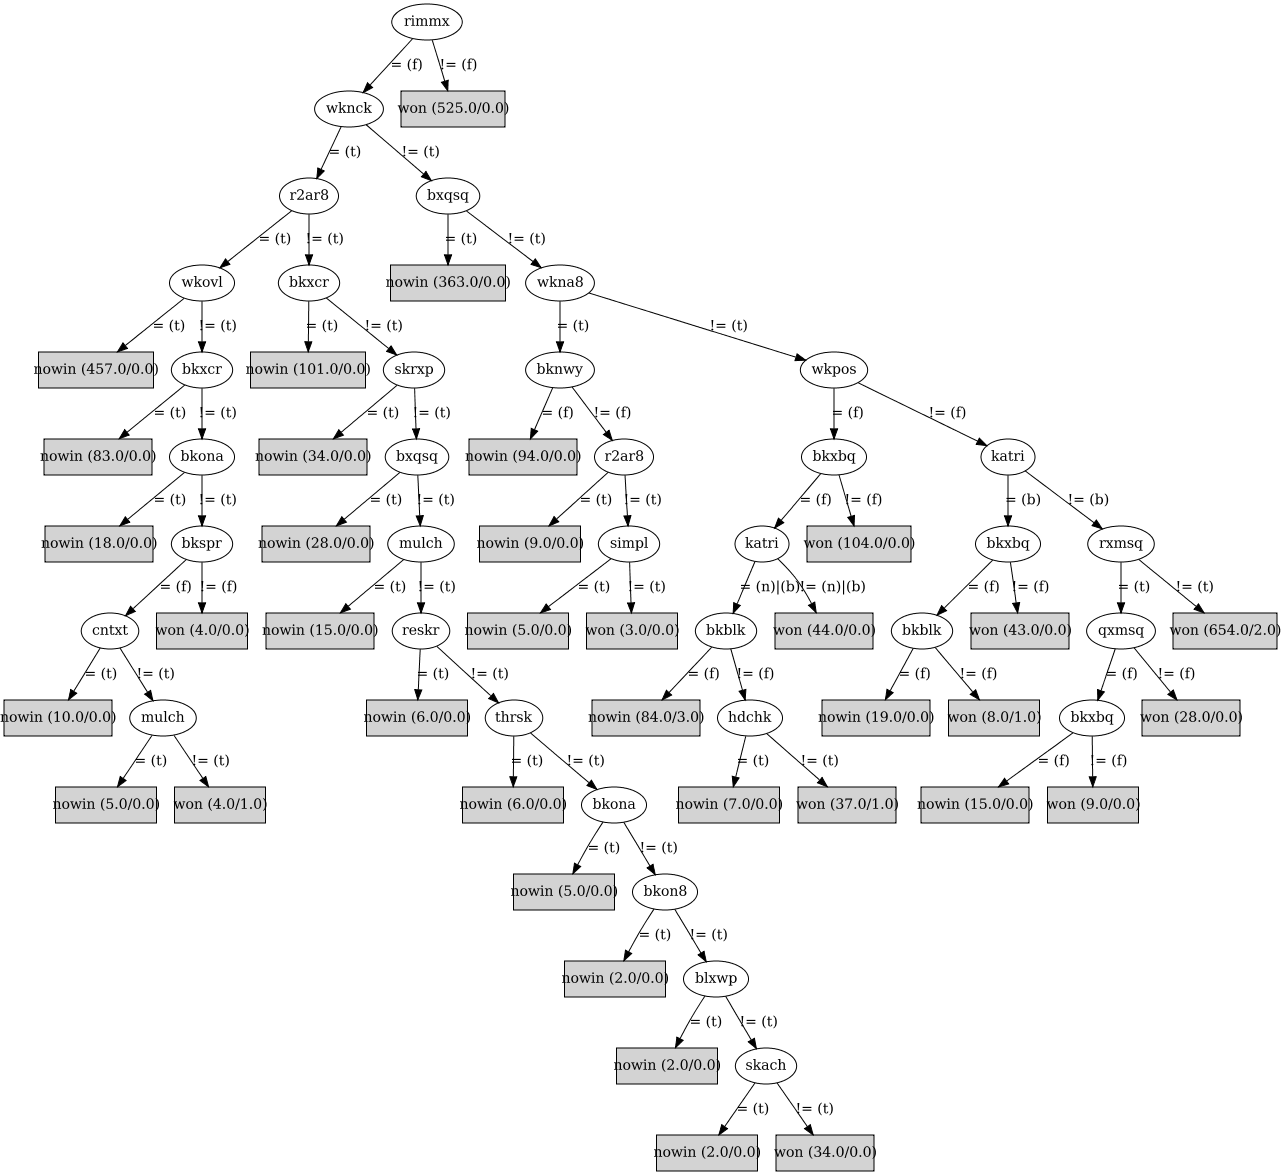 rimmx
= (f) != (f)
wknck won (525.0/0.0)
= (t) != (t)
r2ar8 bxqsq
= (t) != (t) = (t) != (t)
wkovl bkxcr nowin (363.0/0.0) wkna8
= (t) != (t) = (t) != (t) = (t) != (t)
nowin (457.0/0.0) bkxcr nowin (101.0/0.0) skrxp bknwy wkpos
= (t) != (t) = (t) != (t) = (f) != (f) = (f) != (f)
nowin (83.0/0.0) bkona nowin (34.0/0.0) bxqsq nowin (94.0/0.0) r2ar8 bkxbq katri
= (t) != (t) = (t) != (t) = (t) != (t) = (f) != (f) = (b) != (b)
nowin (18.0/0.0) bkspr nowin (28.0/0.0) mulch nowin (9.0/0.0) simpl katri won (104.0/0.0) bkxbq rxmsq
= (f) != (f) = (t) != (t) = (t) != (t) = (n)|(b) != (n)|(b) = (f) != (f) = (t) != (t)
cntxt won (4.0/0.0) nowin (15.0/0.0) reskr nowin (5.0/0.0) won (3.0/0.0) bkblk won (44.0/0.0) bkblk won (43.0/0.0) qxmsq won (654.0/2.0)
= (t) != (t) = (t) != (t) = (f) != (f) = (f) != (f) = (f) != (f)
nowin (10.0/0.0) mulch nowin (6.0/0.0) thrsk nowin (84.0/3.0) hdchk nowin (19.0/0.0) won (8.0/1.0) bkxbq won (28.0/0.0)
= (t) != (t) = (t) != (t) = (t) != (t) = (f) != (f)
nowin (5.0/0.0) won (4.0/1.0) nowin (6.0/0.0) bkona nowin (7.0/0.0) won (37.0/1.0) nowin (15.0/0.0) won (9.0/0.0)
= (t) != (t)
nowin (5.0/0.0) bkon8
= (t) != (t)
nowin (2.0/0.0) blxwp
= (t) != (t)
nowin (2.0/0.0) skach
= (t) != (t)
nowin (2.0/0.0) won (34.0/0.0)